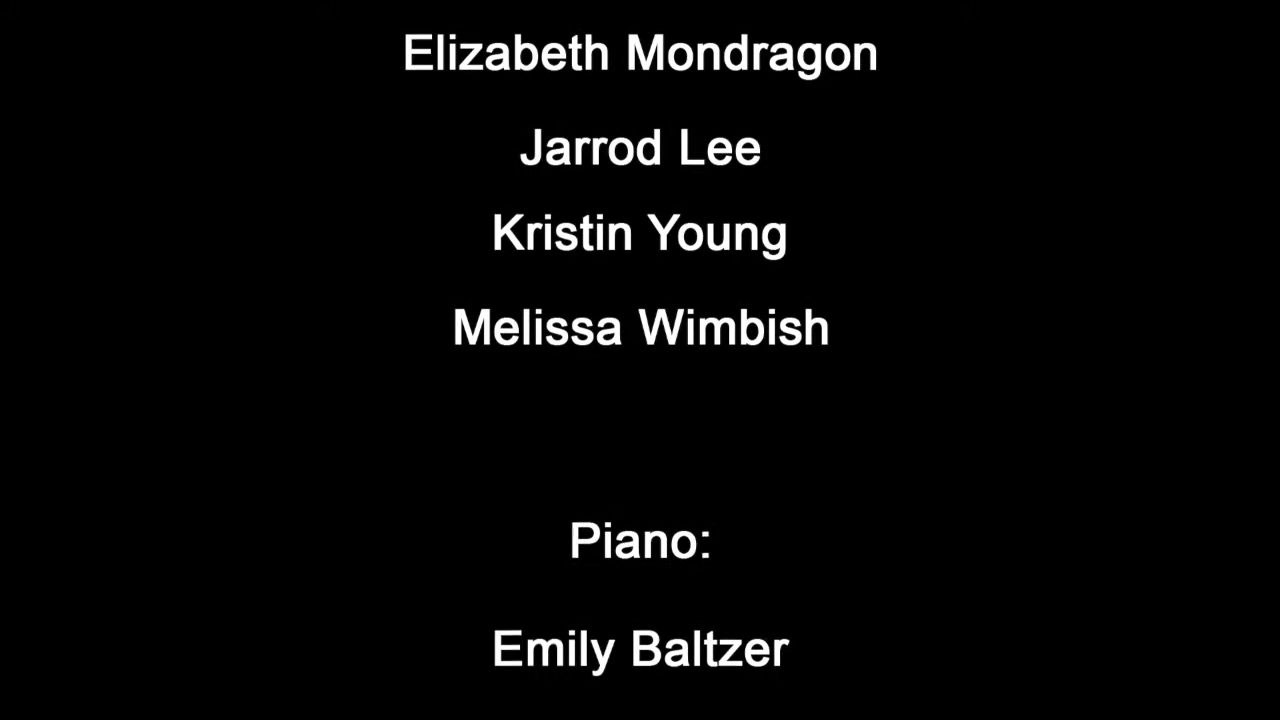 Elizabeth Mondragon
Jarrod Lee
Kristin Young
Melissa Wimbish
Piano:
Emily Baltzer